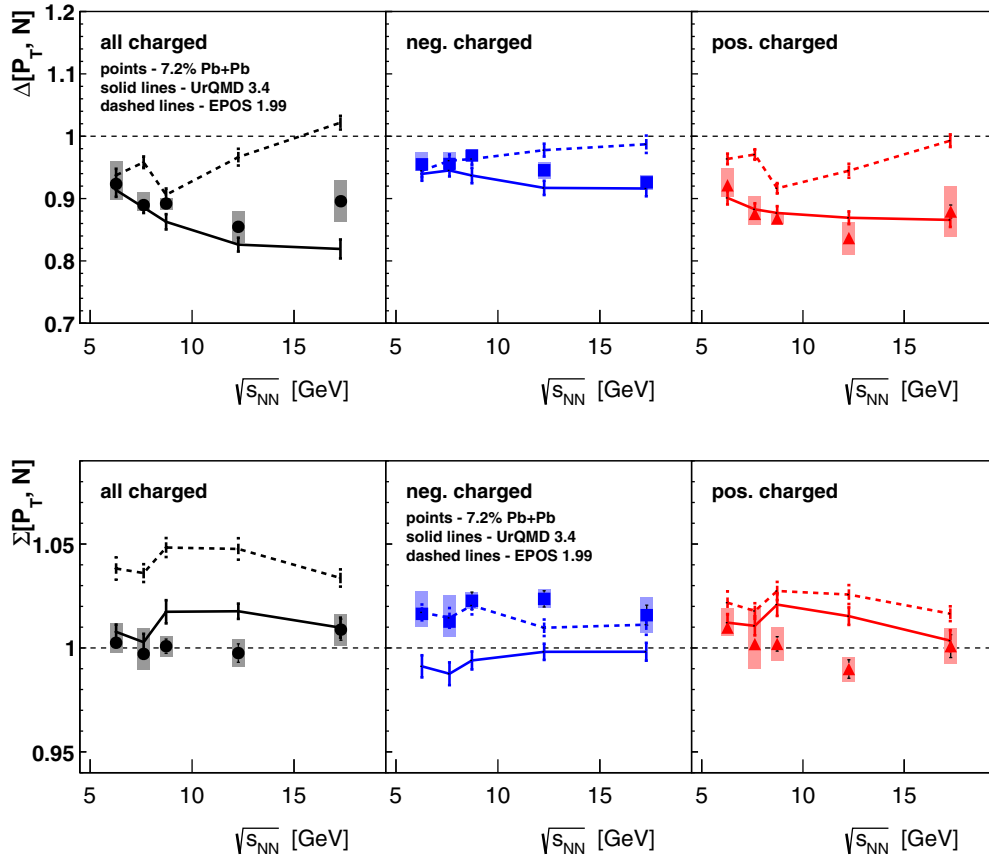 Δ[P_T, N]
1.2
1.1
1
0.9
0.8
0.7
all charged
points - 7.2% Pb+Pb
solid lines - UrQMD 3.4
dashed lines - EPOS 1.99
neg. charged
pos. charged
5 10 15 5 10 15 5 10 15
√s_NN [GeV] √s_NN [GeV] √s_NN [GeV]
Σ[P_T, N]
1.05
1
0.95
all charged
neg. charged
points - 7.2% Pb+Pb
solid lines - UrQMD 3.4
dashed lines - EPOS 1.99
pos. charged
5 10 15 5 10 15 5 10 15
√s_NN [GeV] √s_NN [GeV] √s_NN [GeV]